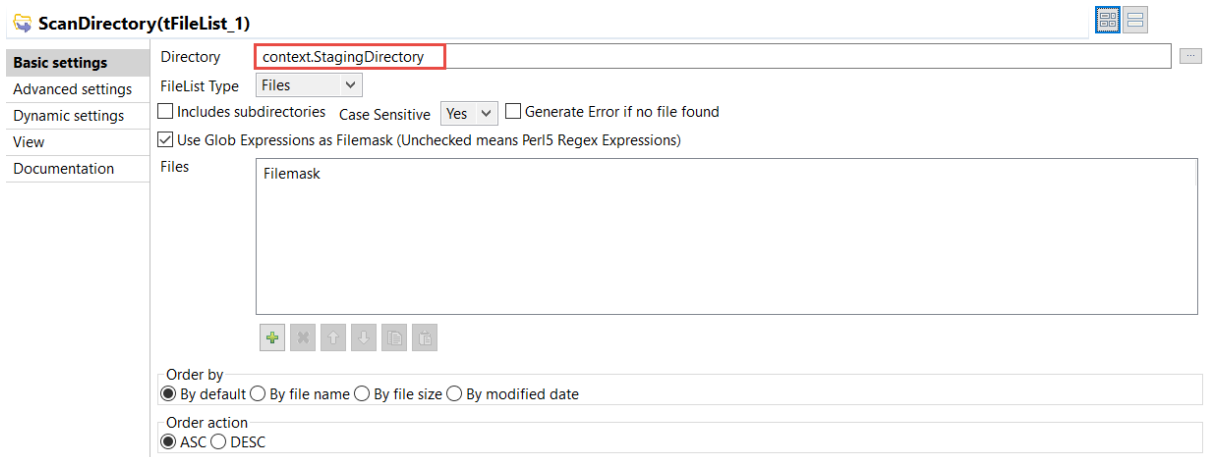 ScanDirectory(tFileList_1)
Basic settings
Advanced settings
Dynamic settings
View
Documentation
Directory context.StagingDirectory ...
FileList Type Files
Includes subdirectories Case Sensitive Yes Generate Error if no file found
Use Glob Expressions as Filemask (Unchecked means Perl5 Regex Expressions)
Files Filemask
Order by
By default By file name By file size By modified date
Order action
ASC DESC